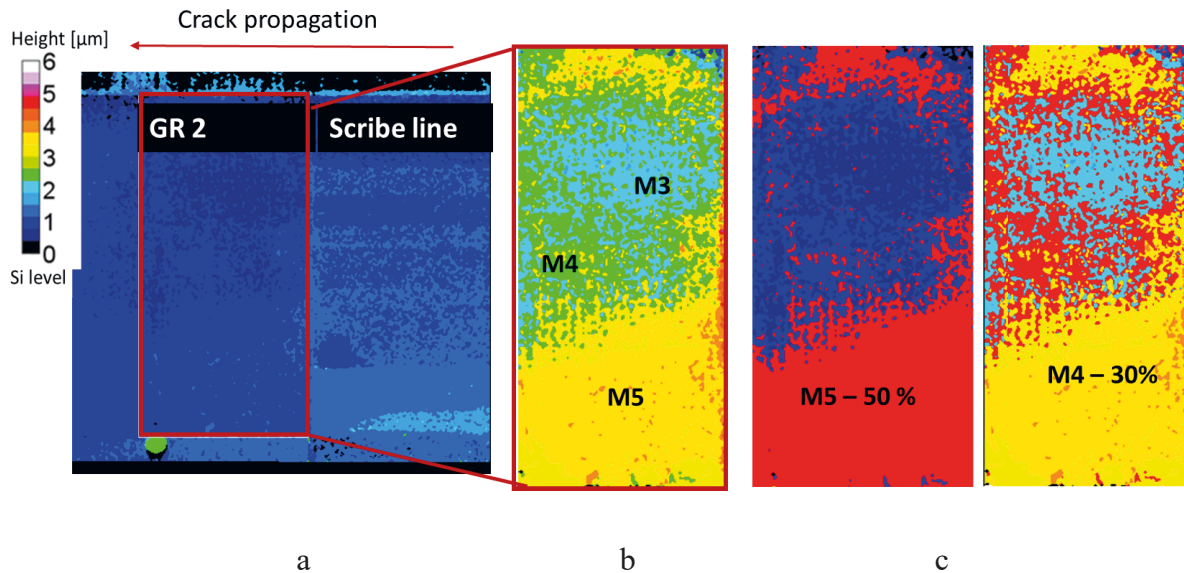 Crack propagation
Height [μm]
6
5
4
3
2
1
0
Si level
GR 2
Scribe line
M3
M4
M5
M5 – 50 %
M4 – 30%
a
b
c